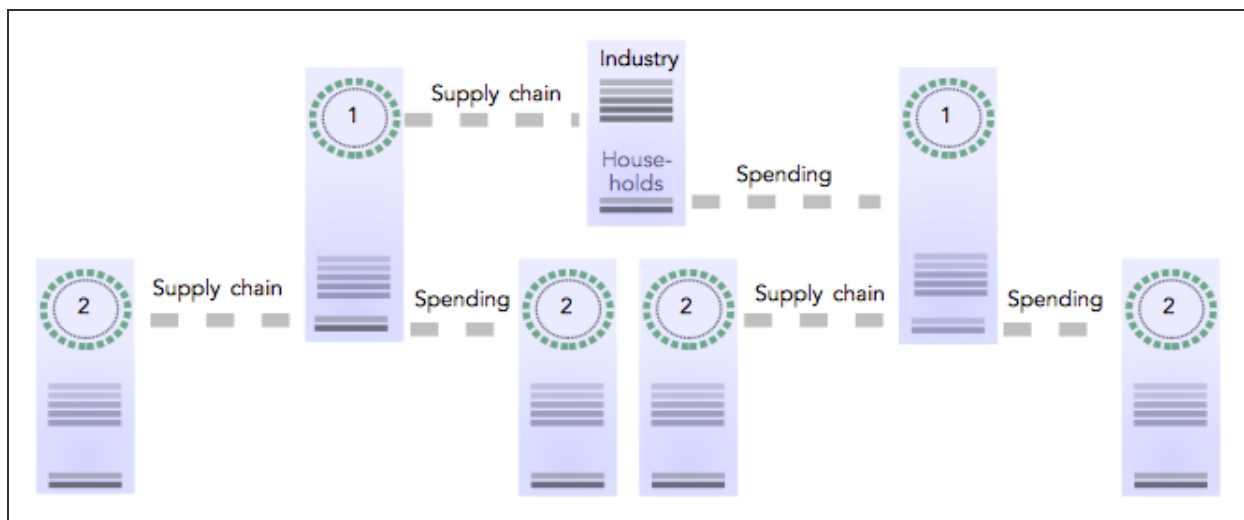 Industry
1
Supply chain
1
House-
holds
Spending
2
Supply chain
Spending
2
2
Supply chain
Spending
2